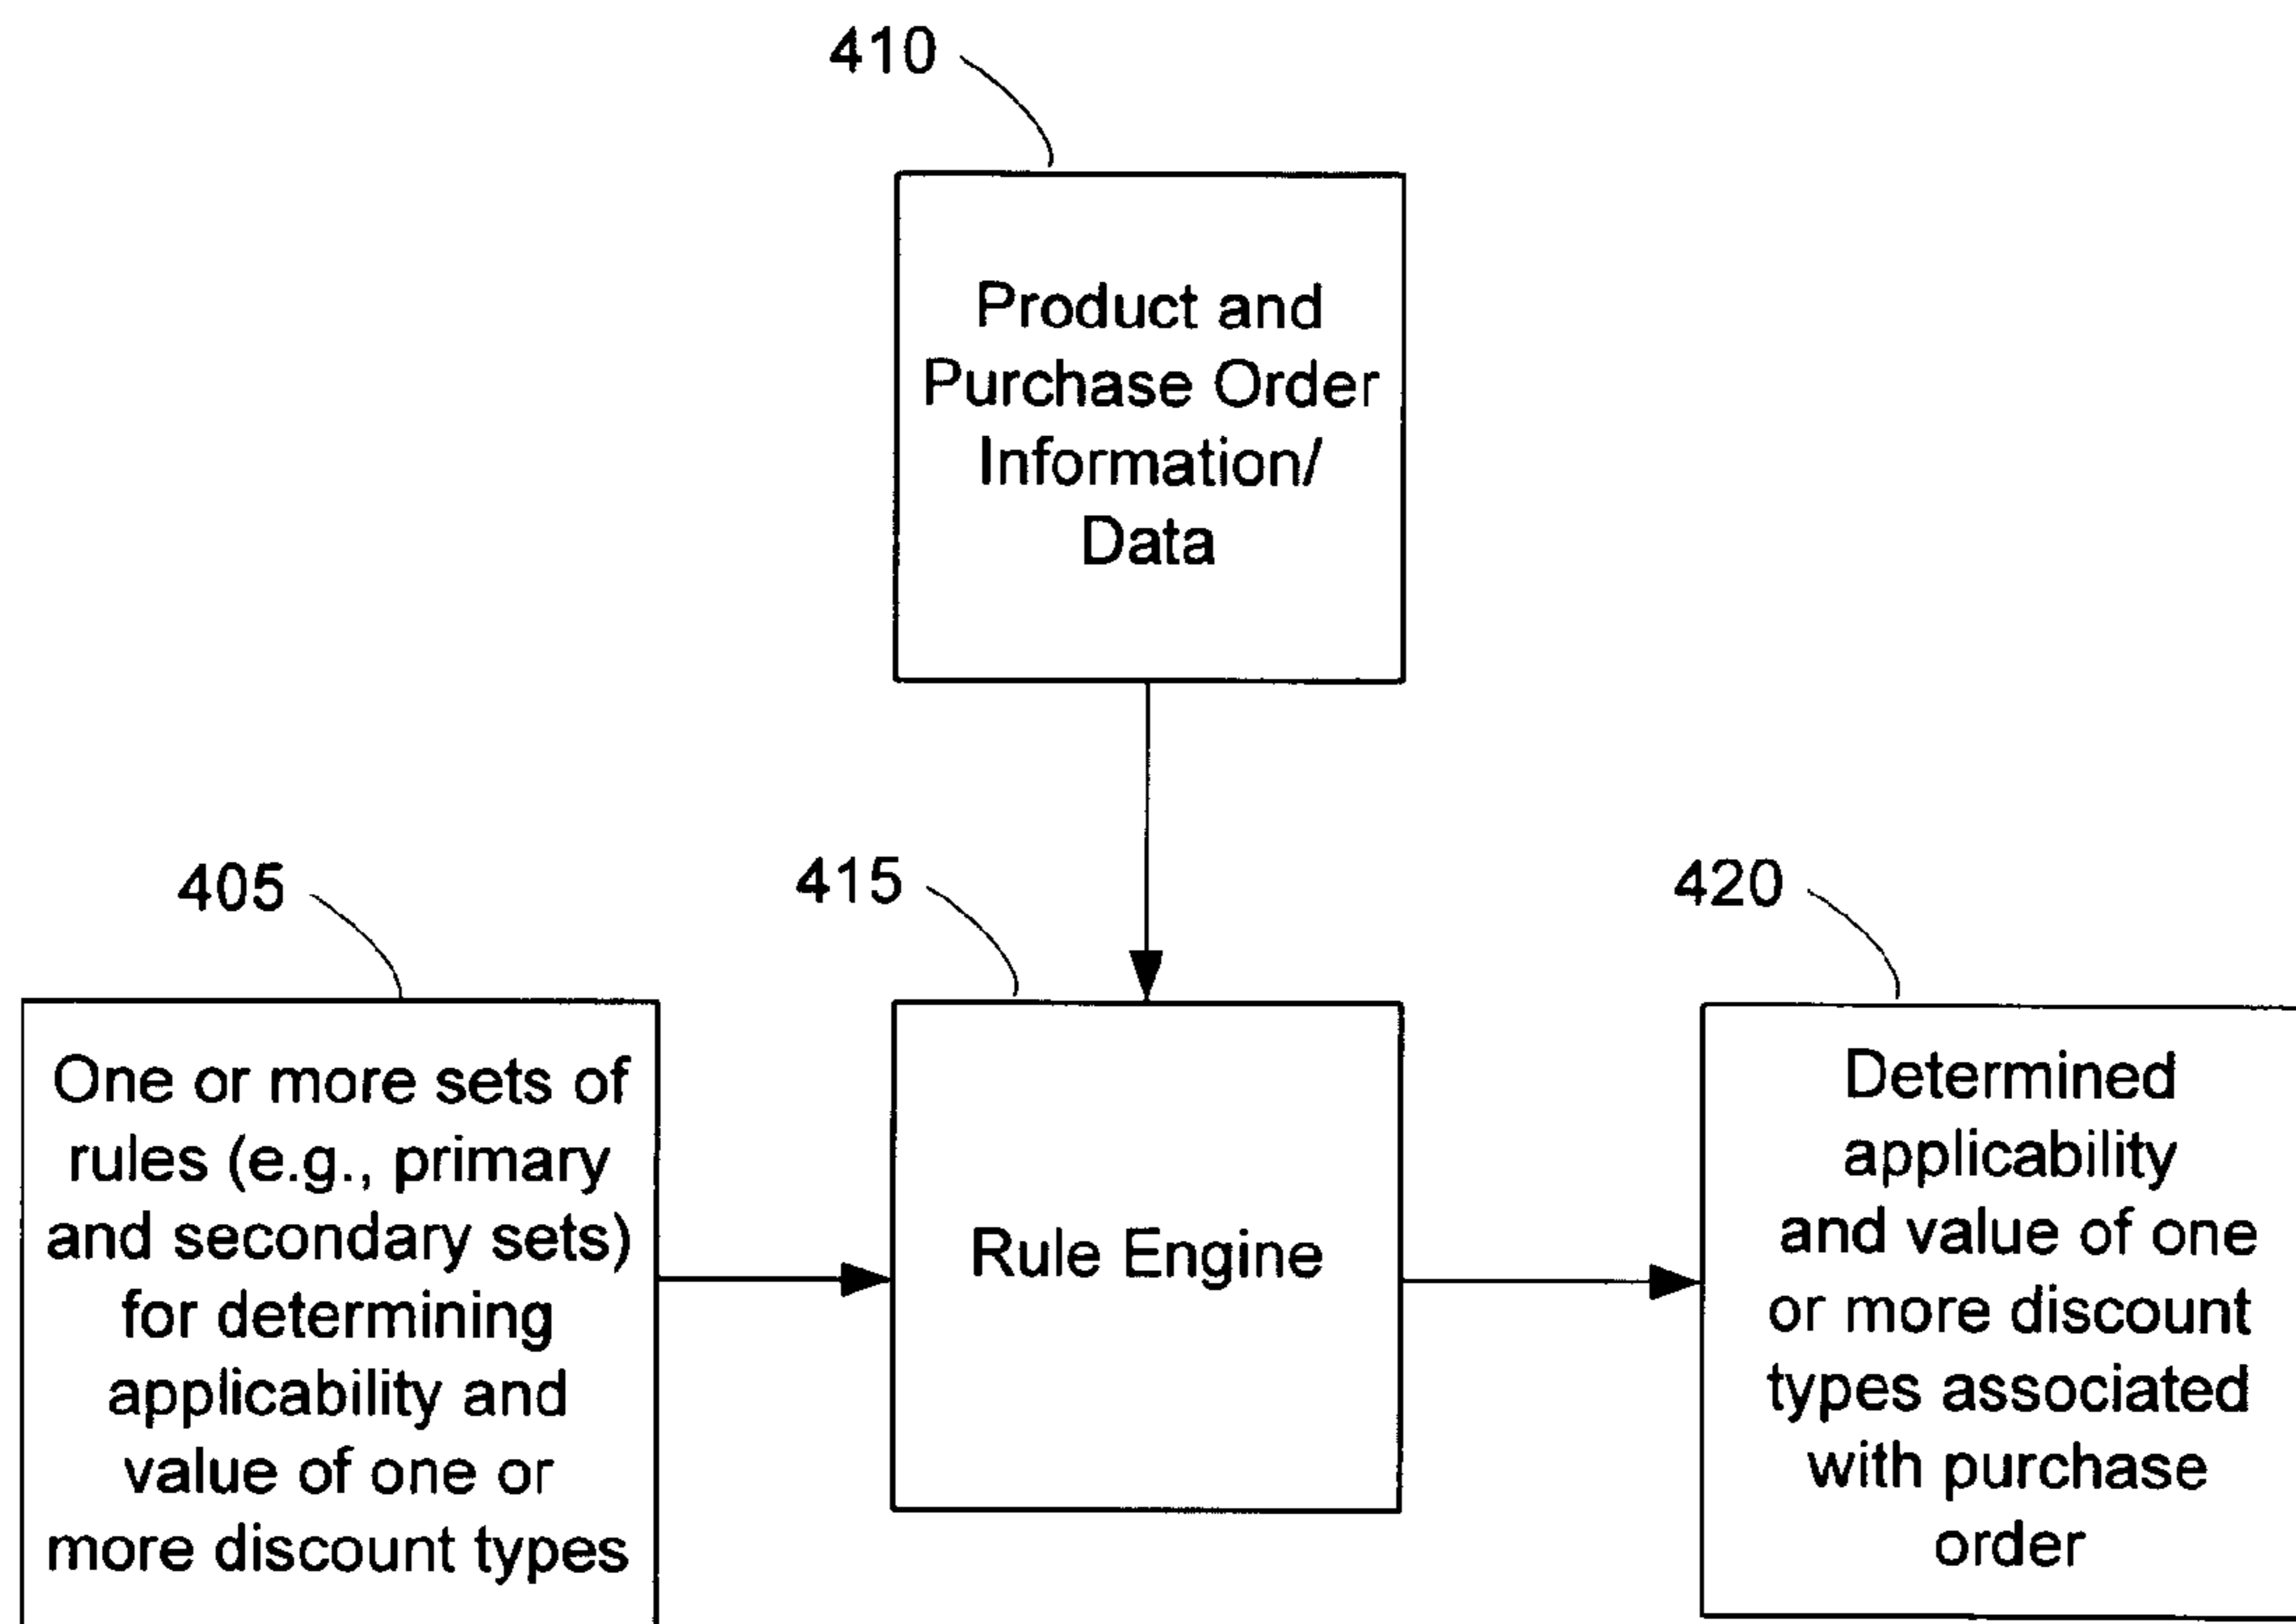 410
Product and
Purchase Order
Information/
Data
405
One or more sets of
rules (e.g., primary
and secondary sets)
for determining
applicability and
value of one or
more discount types
415
Rule Engine
420
Determined
applicability
and value of one
or more discount
types associated
with purchase
order